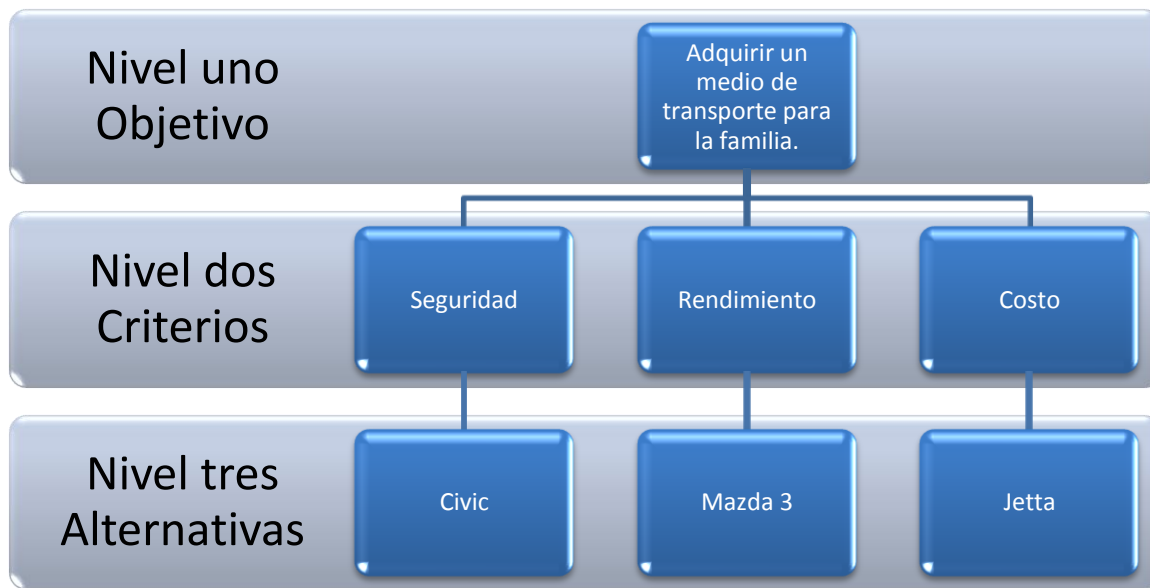 Nivel uno
Objetivo
Adquirir un
medio de
transporte para
la familia.
Nivel dos
Criterios
Seguridad
Rendimiento
Costo
Nivel tres
Alternativas
Civic
Mazda 3
Jetta